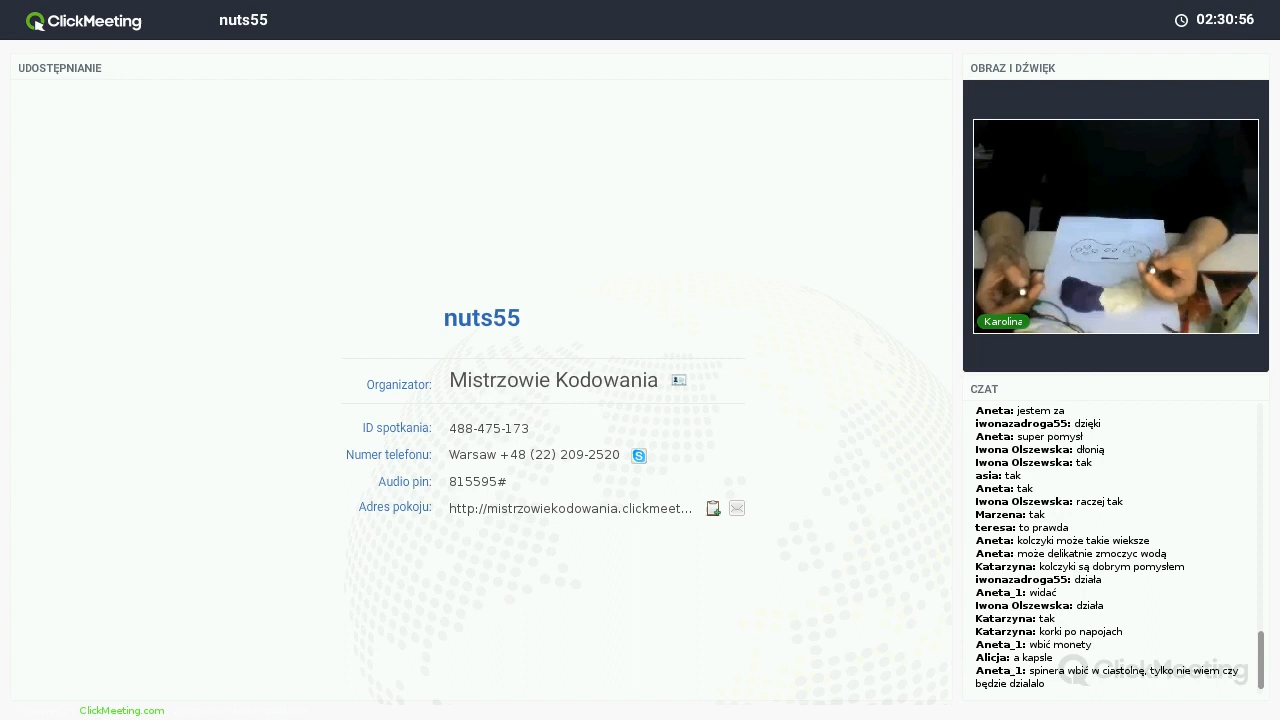 ClickMeeting
nuts55
02:30:56
UDOSTĘPNIANIE
nuts55
Organizator: Mistrzowie Kodowania
ID spotkania: 488-475-173
Numer telefonu: Warsaw +48 (22) 209-2520
Audio pin: 815595#
Adres pokoju: http://mistrzowiekodowania.clickmeet...
OBRAZ I DŹWIĘK
Karolina
CZAT
Aneta: jestem za
iwonazadroga55: dzięki
Aneta: super pomysł
Iwona Olszewska: dłonią
Iwona Olszewska: tak
asia: tak
Aneta: tak
Iwona Olszewska: raczej tak
Marzena: tak
teresa: to prawda
Aneta: kolczyki może takie wieksze
Aneta: może delikatnie zmoczyc wodą
Katarzyna: kolczyki są dobrym pomysłem
iwonazadroga55: działa
Aneta_1: widać
Iwona Olszewska: działa
Katarzyna: tak
Katarzyna: korki po napojach
Aneta_1: wbić monety
Alicja: a kapsle
Aneta_1: spinera wbić w ciastolnę, tylko nie wiem czy
będzie dzialalo
ClickMeeting
ClickMeeting.com